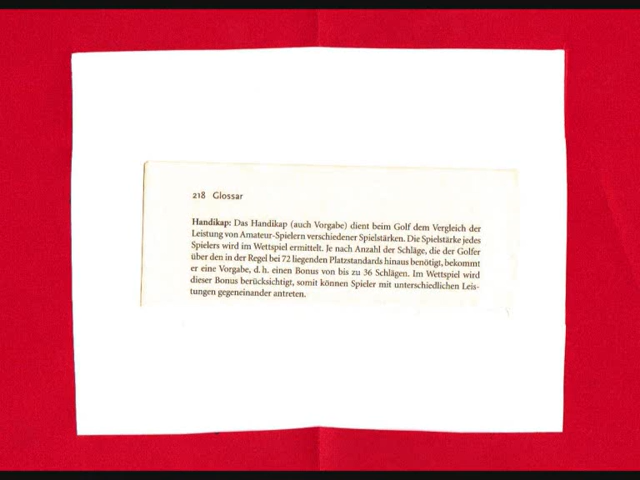 218 Glossar
Handikap: Das Handikap (auch Vorgabe) dient beim Golf dem Vergleich der
Leistung von Amateur-Spielern verschiedener Spielstärken. Die Spielstärke jedes
Spielers wird im Wettspiel ermittelt. Je nach Anzahl der Schläge, die der Golfer
über den in der Regel bei 72 liegenden Platzstandards hinaus benötigt, bekommt
er eine Vorgabe, d. h. einen Bonus von bis zu 36 Schlägen. Im Wettspiel wird
dieser Bonus berücksichtigt, somit können Spieler mit unterschiedlichen Leis-
tungen gegeneinander antreten.